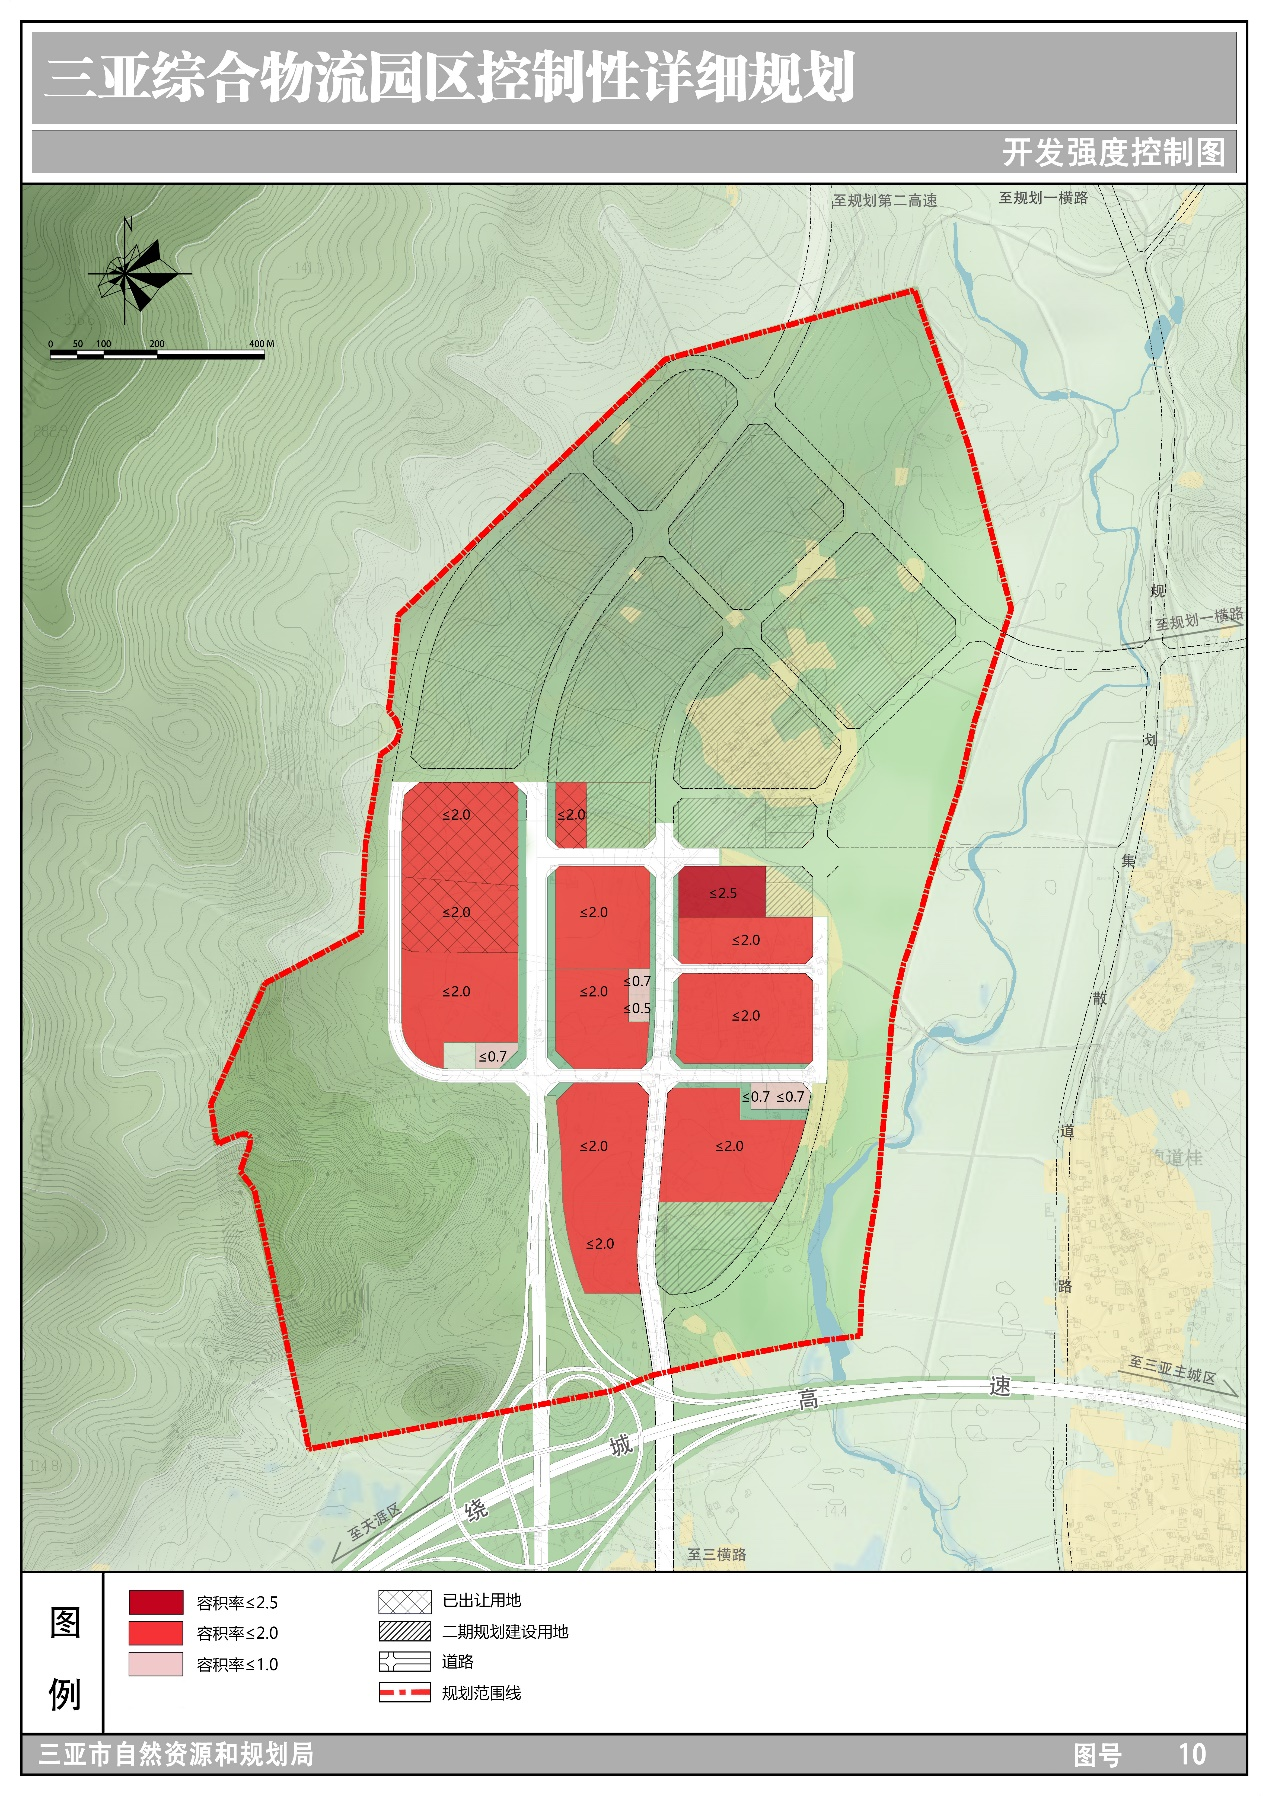 三亚综合物流园区控制性详细规划
开发强度控制图
至规划第二高速
至规划一横路
N
0 50 100 200 400 M
规
至规划一横路
划
≤2.0
≤2.0
≤2.5
≤2.0
≤2.0
≤2.0
≤2.0
≤2.0
≤0.7
≤0.5
≤2.0
≤0.7
≤0.7
≤0.7
≤2.0
≤2.0
≤2.0
集
散
道
路
至三亚主城区
绕
城
高
速
至天涯区
至三横路
图
例
容积率≤2.5
容积率≤2.0
容积率≤1.0
已出让用地
二期规划建设用地
道路
规划范围线
三亚市自然资源和规划局
图号 10